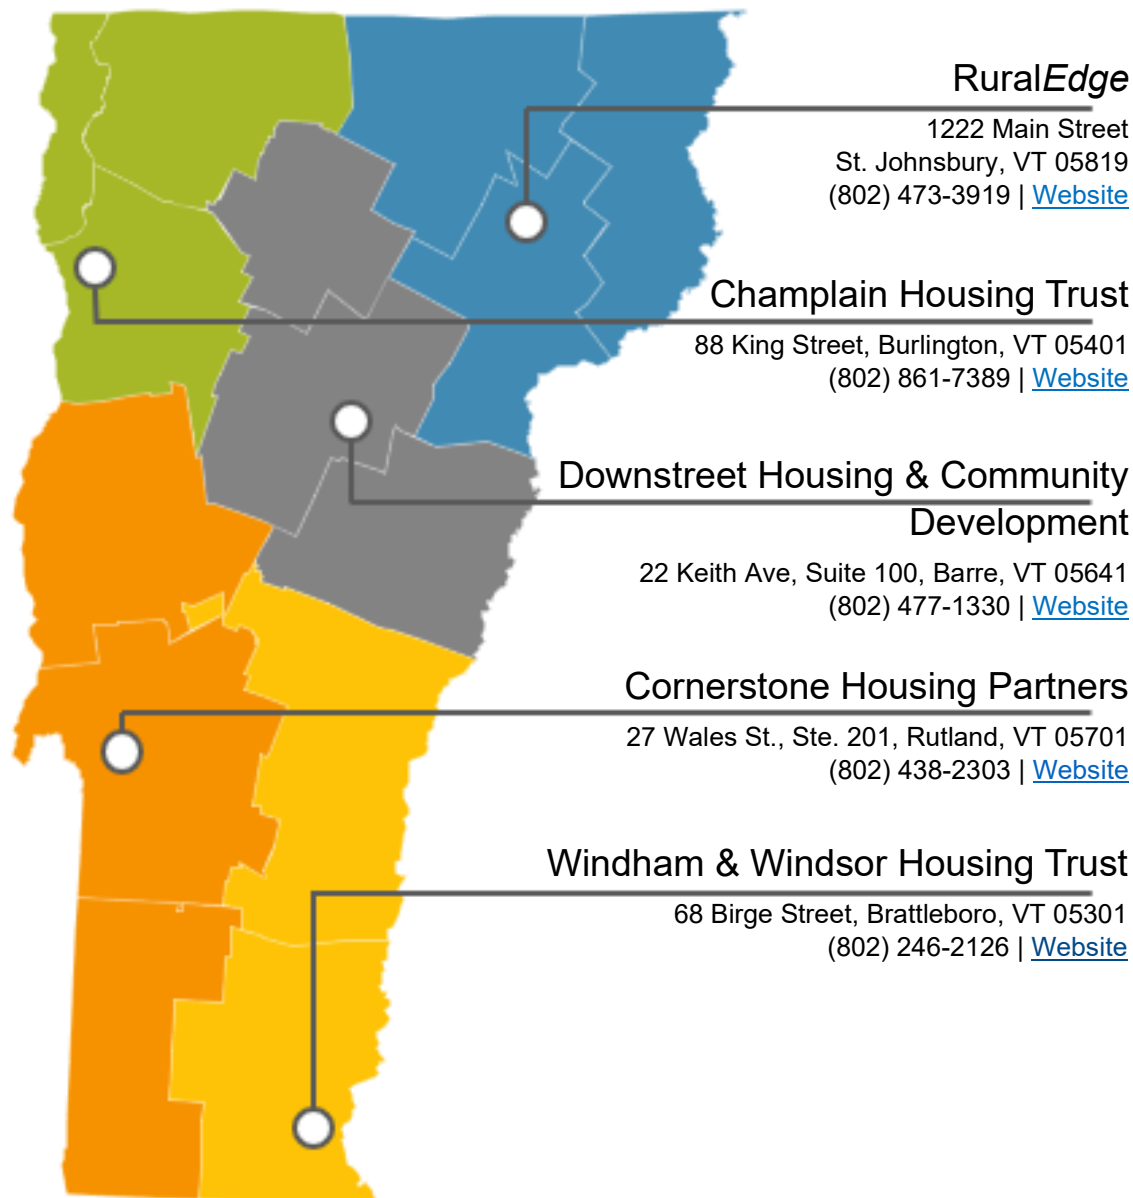 RuralEdge
1222 Main Street
St. Johnsbury, VT 05819
(802) 473-3919 | Website
Champlain Housing Trust
88 King Street, Burlington, VT 05401
(802) 861-7389 | Website
Downstreet Housing & Community
Development
22 Keith Ave, Suite 100, Barre, VT 05641
(802) 477-1330 | Website
Cornerstone Housing Partners
27 Wales St., Ste. 201, Rutland, VT 05701
(802) 438-2303 | Website
Windham & Windsor Housing Trust
68 Birge Street, Brattleboro, VT 05301
(802) 246-2126 | Website